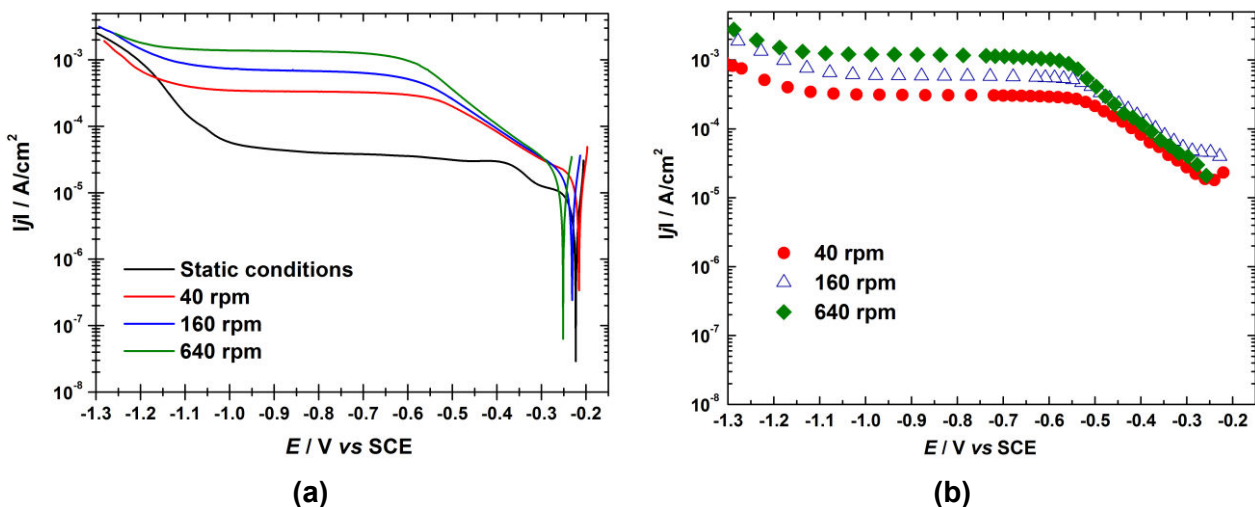 10⁻³
10⁻⁴
10⁻⁵
10⁻⁶
10⁻⁷
10⁻⁸
|j| / A/cm²
Static conditions
40 rpm
160 rpm
640 rpm
-1.3 -1.2 -1.1 -1.0 -0.9 -0.8 -0.7 -0.6 -0.5 -0.4 -0.3 -0.2
E / V vs SCE
(a)
10⁻²
10⁻³
10⁻⁴
10⁻⁵
10⁻⁶
10⁻⁷
10⁻⁸
|j| / A/cm²
40 rpm
160 rpm
640 rpm
-1.3 -1.2 -1.1 -1.0 -0.9 -0.8 -0.7 -0.6 -0.5 -0.4 -0.3 -0.2
E / V vs SCE
(b)